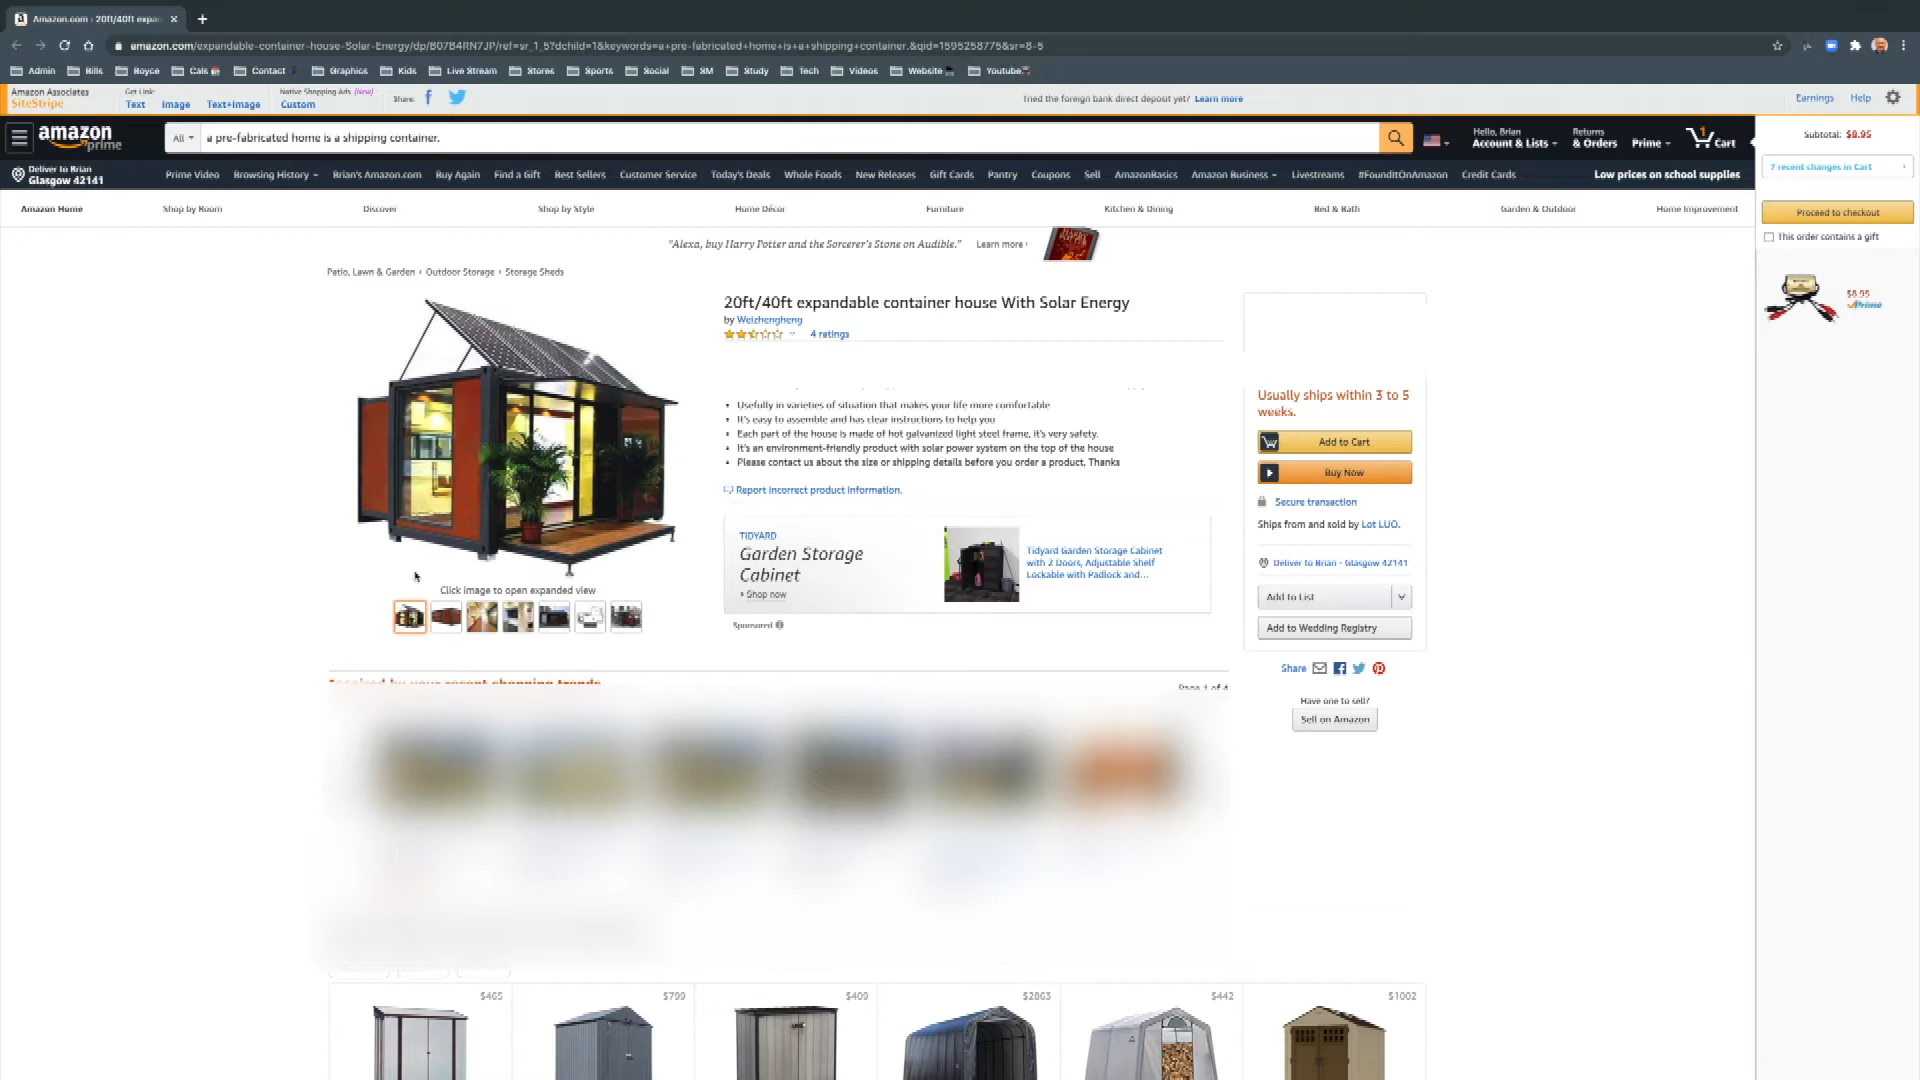 Amazon.com : 20ft/40ft expan
amazon.com/expandable-container-house-Solar-Energy/dp/B07B4RN7JP/ref=sr_1_5?dchild=1&keywords=a+pre-fabricated+home+is+a+shipping+container.&qid=1595258775&sr=8-5
Admin Bills Boyce Cals Contact Graphics Kids Live Stream Stores Sports Social SM Study Tech Videos Website Youtube
Amazon Associates
SiteStripe
Get Link:
Text Image Text+Image
Native Shopping Ads (New)
Custom
Share:
Tried the foreign bank direct deposit yet? Learn more
Earnings Help
amazon prime
All
a pre-fabricated home is a shipping container.
Hello, Brian
Account & Lists
Returns
& Orders
Prime
1
Cart
Deliver to Brian
Glasgow 42141
Prime Video Browsing History Brian's Amazon.com Buy Again Find a Gift Best Sellers Customer Service Today's Deals Whole Foods New Releases Gift Cards Pantry Coupons Sell AmazonBasics Amazon Business Livestreams #FoundItOnAmazon Credit Cards
Low prices on school supplies
Amazon Home Shop by Room Discover Shop by Style Home Décor Furniture Kitchen & Dining Bed & Bath Garden & Outdoor Home Improvement
"Alexa, buy Harry Potter and the Sorcerer's Stone on Audible." Learn more ›
Patio, Lawn & Garden › Outdoor Storage › Storage Sheds
20ft/40ft expandable container house With Solar Energy
by Weizhengheng
4 ratings
• Usefully in varieties of situation that makes your life more comfortable
• It's easy to assemble and has clear instructions to help you
• Each part of the house is made of hot galvanized light steel frame, it's very safety.
• It's an environment-friendly product with solar power system on the top of the house
• Please contact us about the size or shipping details before you order a product, Thanks
Report incorrect product information.
TIDYARD
Garden Storage
Cabinet
› Shop now
Tidyard Garden Storage Cabinet
with 2 Doors, Adjustable Shelf
Lockable with Padlock and...
Sponsored
Click image to open expanded view
Usually ships within 3 to 5
weeks.
Add to Cart
Buy Now
Secure transaction
Ships from and sold by Lot LUO.
Deliver to Brian - Glasgow 42141
Add to List
Add to Wedding Registry
Share
Have one to sell?
Sell on Amazon
Subtotal: $8.95
7 recent changes in Cart
Proceed to checkout
This order contains a gift
$8.95
Prime
Inspired by your recent shopping trends
Page 1 of 4
$465
$799
$409
$2863
$442
$1002